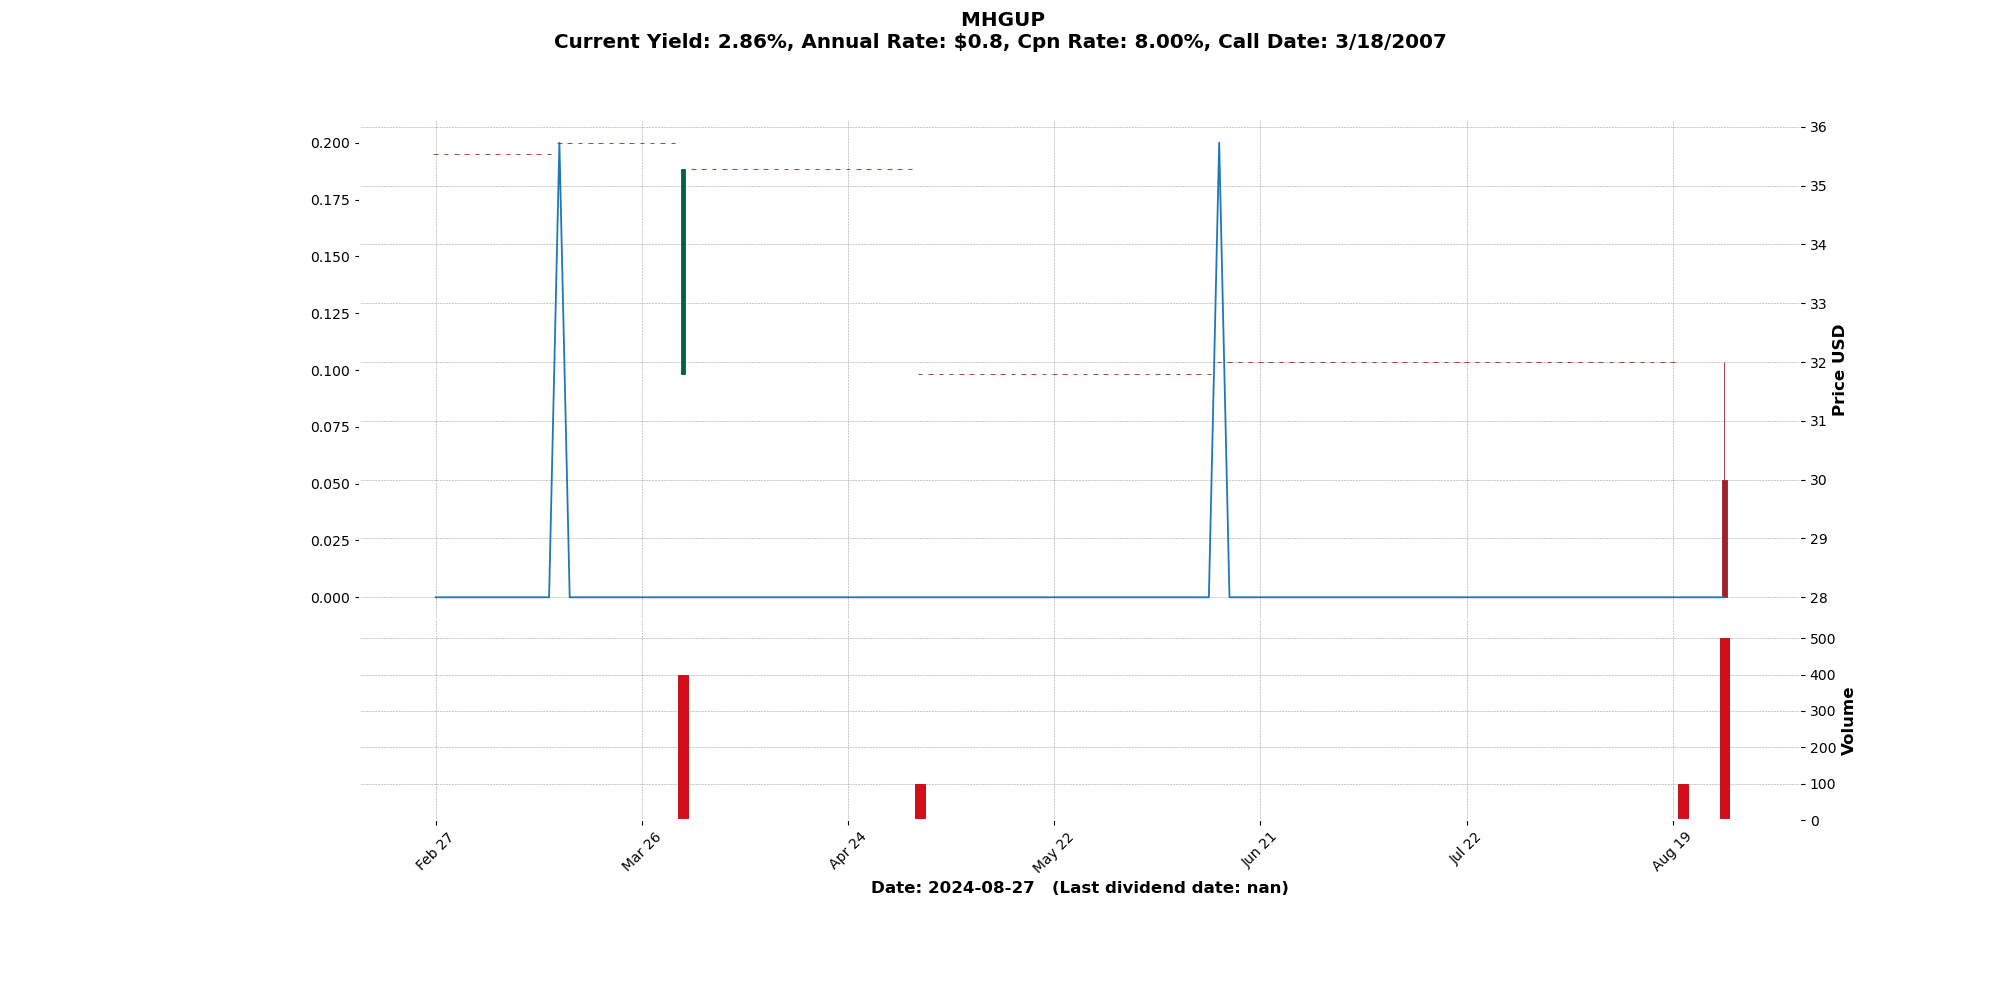 MHGUP
Current Yield: 2.86%, Annual Rate: $0.8, Cpn Rate: 8.00%, Call Date: 3/18/2007
0.200
0.175
0.150
0.125
0.100
0.075
0.050
0.025
0.000
36
35
34
33
32
31
30
29
28
Price USD
500
400
300
200
100
0
Volume
Feb 27
Mar 26
Apr 24
May 22
Jun 21
Jul 22
Aug 19
Date: 2024-08-27 (Last dividend date: nan)